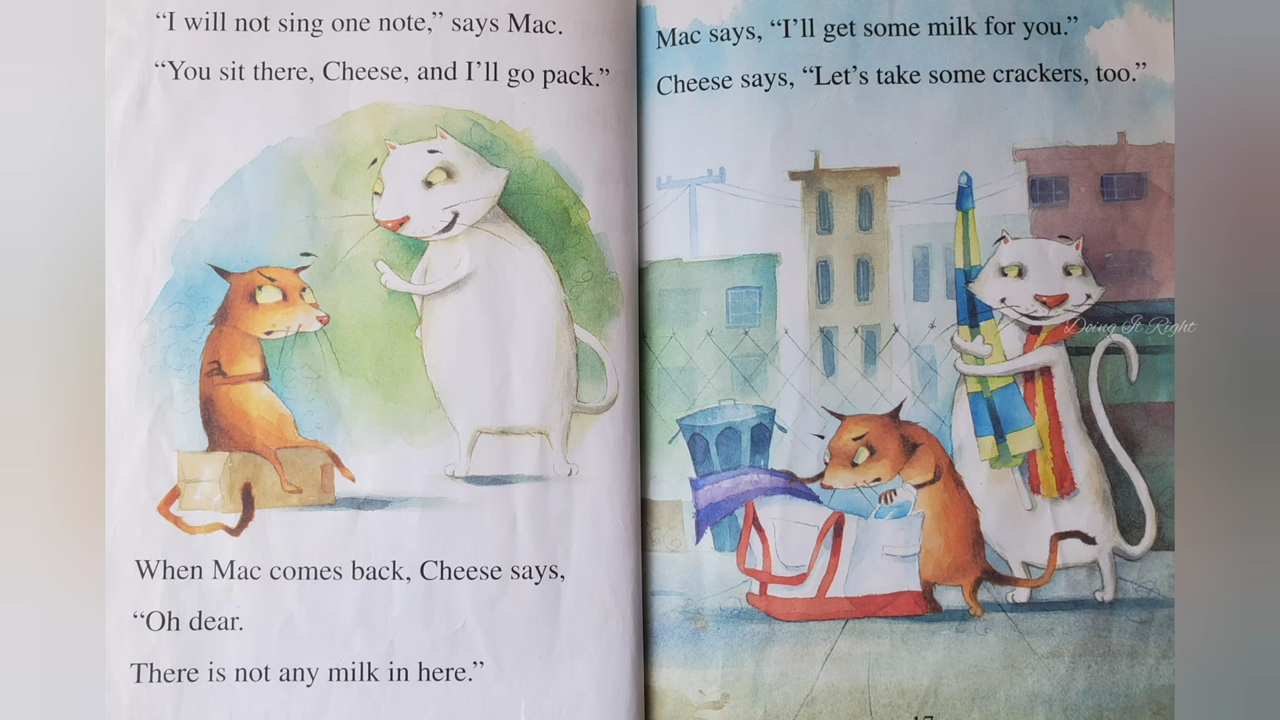 “I will not sing one note,” says Mac.
“You sit there, Cheese, and I’ll go pack.”
When Mac comes back, Cheese says,
“Oh dear.
There is not any milk in here.”
Mac says, “I’ll get some milk for you.”
Cheese says, “Let’s take some crackers, too.”
Doing It Right
17